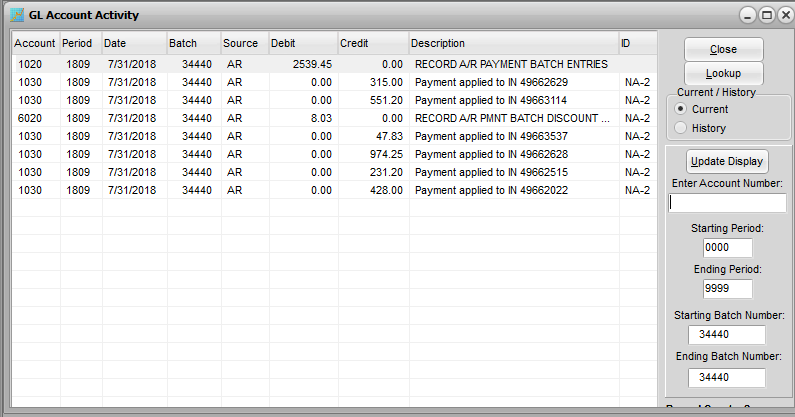 GL Account Activity
Account Period Date Batch Source Debit Credit Description ID
1020 1809 7/31/2018 34440 AR 2539.45 0.00 RECORD A/R PAYMENT BATCH ENTRIES
1030 1809 7/31/2018 34440 AR 0.00 315.00 Payment applied to IN 49662629 NA-2
1030 1809 7/31/2018 34440 AR 0.00 551.20 Payment applied to IN 49663114 NA-2
6020 1809 7/31/2018 34440 AR 8.03 0.00 RECORD A/R PMNT BATCH DISCOUNT ...
1030 1809 7/31/2018 34440 AR 0.00 47.83 Payment applied to IN 49663537 NA-2
1030 1809 7/31/2018 34440 AR 0.00 974.25 Payment applied to IN 49662628 NA-2
1030 1809 7/31/2018 34440 AR 0.00 231.20 Payment applied to IN 49662515 NA-2
1030 1809 7/31/2018 34440 AR 0.00 428.00 Payment applied to IN 49662022 NA-2
Close
Lookup
Current / History
Current
History
Update Display
Enter Account Number:
Starting Period:
0000
Ending Period:
9999
Starting Batch Number:
34440
Ending Batch Number:
34440